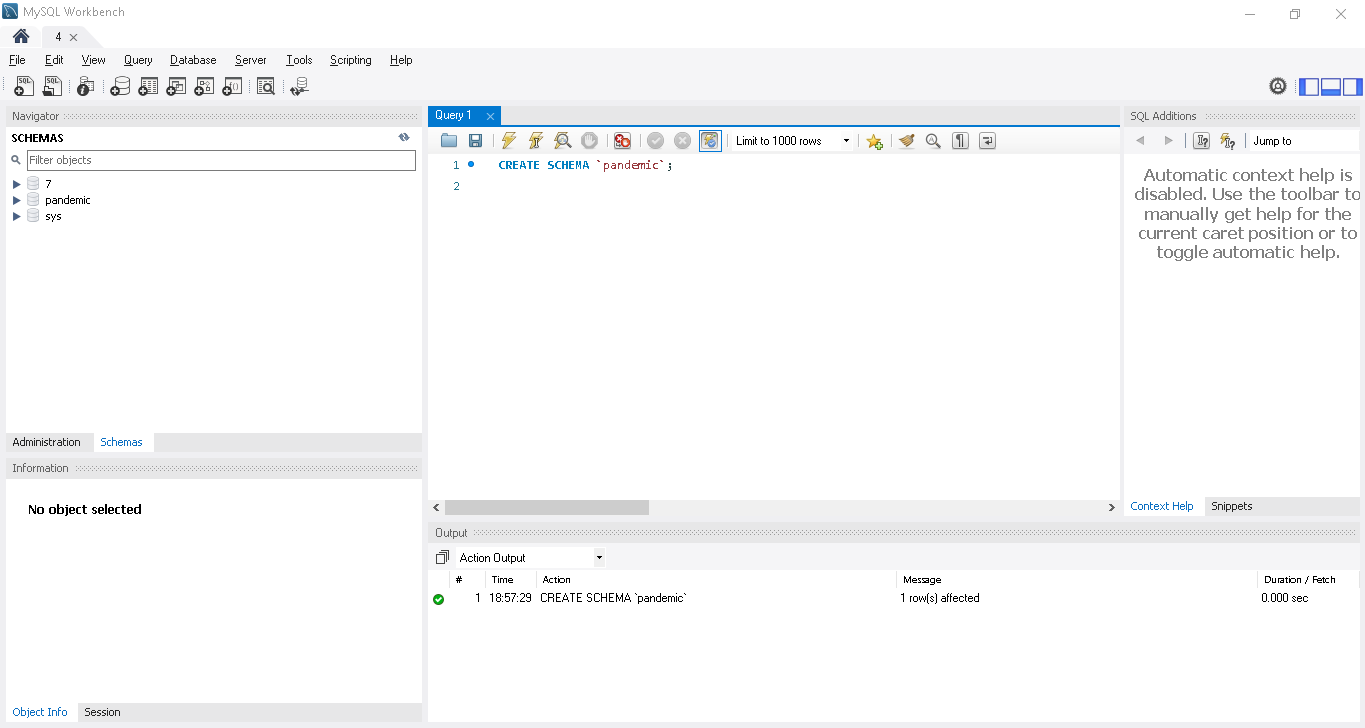 MySQL Workbench
4
File Edit View Query Database Server Tools Scripting Help
Navigator
SCHEMAS
Filter objects
7
pandemic
sys
Administration Schemas
Information
No object selected
Object Info Session
Query 1
Limit to 1000 rows
1 CREATE SCHEMA `pandemic`;
2
SQL Additions
Jump to
Automatic context help is
disabled. Use the toolbar to
manually get help for the
current caret position or to
toggle automatic help.
Context Help Snippets
Output
Action Output
# Time Action Message Duration / Fetch
1 18:57:29 CREATE SCHEMA `pandemic` 1 row(s) affected 0.000 sec